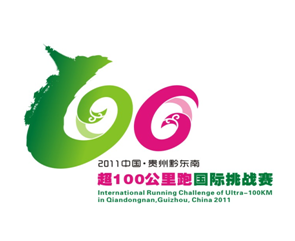 2011中国·贵州黔东南
超100公里跑国际挑战赛
International Running Challenge of Ultra-100KM
in Qiandongnan,Guizhou, China 2011